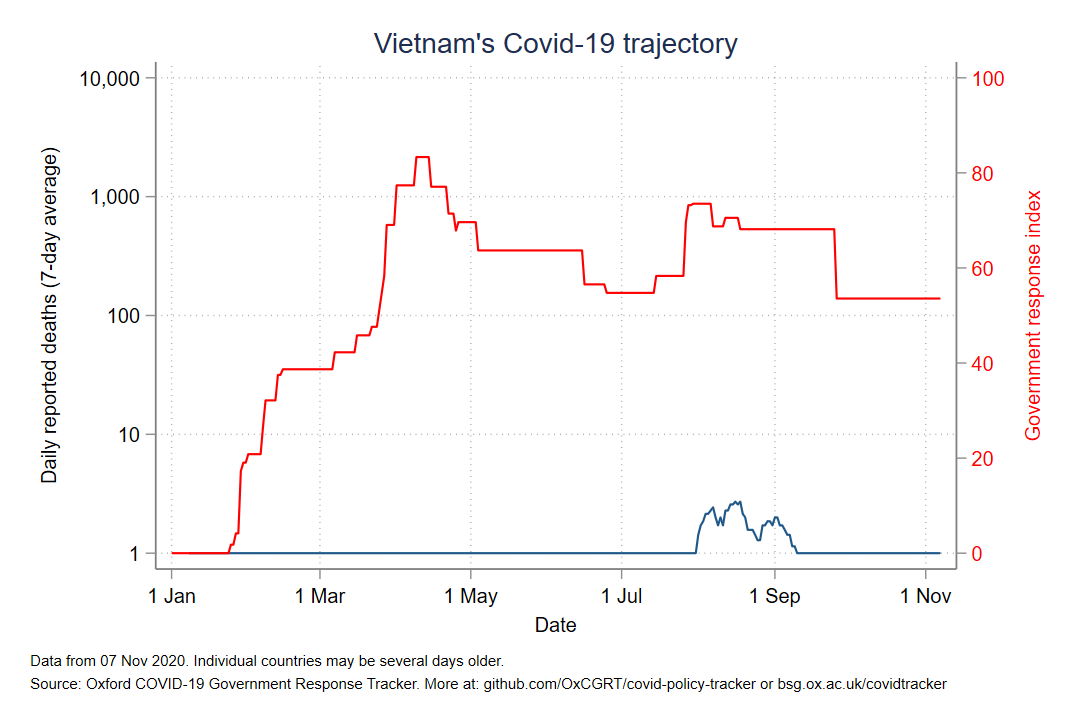 Vietnam's Covid-19 trajectory
Daily reported deaths (7-day average)
10,000
1,000
100
10
1
100
80
60
40
20
0
Government response index
1 Jan
1 Mar
1 May
1 Jul
1 Sep
1 Nov
Date
Data from 07 Nov 2020. Individual countries may be several days older.
Source: Oxford COVID-19 Government Response Tracker. More at: github.com/OxCGRT/covid-policy-tracker or bsg.ox.ac.uk/covidtracker